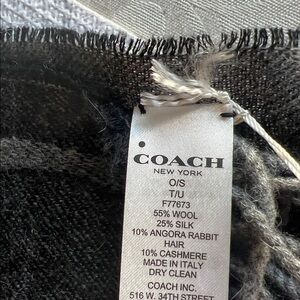 COACH
NEW YORK
O/S
T/U
F77673
55% WOOL
25% SILK
10% ANGORA RABBIT
HAIR
10% CASHMERE
MADE IN ITALY
DRY CLEAN
COACH INC.
516 W. 34TH STREET